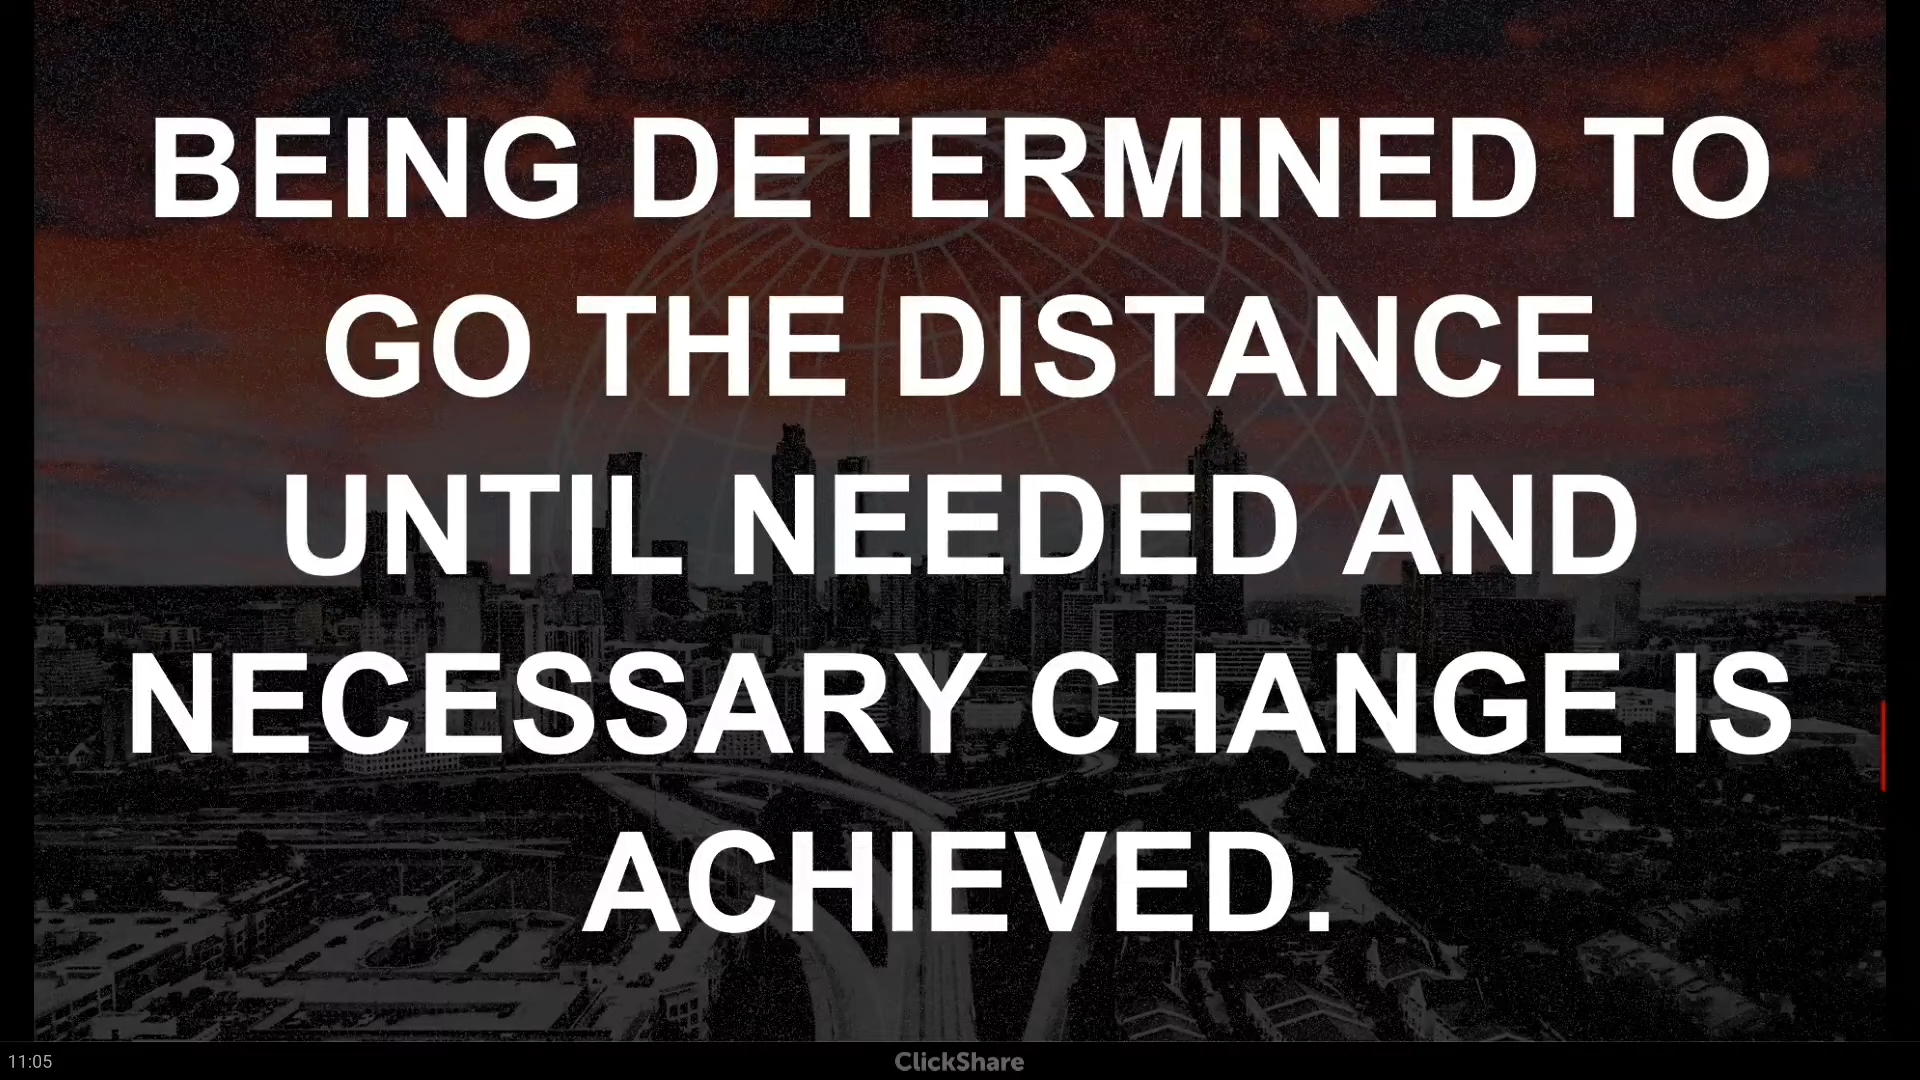 BEING DETERMINED TO
GO THE DISTANCE
UNTIL NEEDED AND
NECESSARY CHANGE IS
ACHIEVED.
11:05
ClickShare